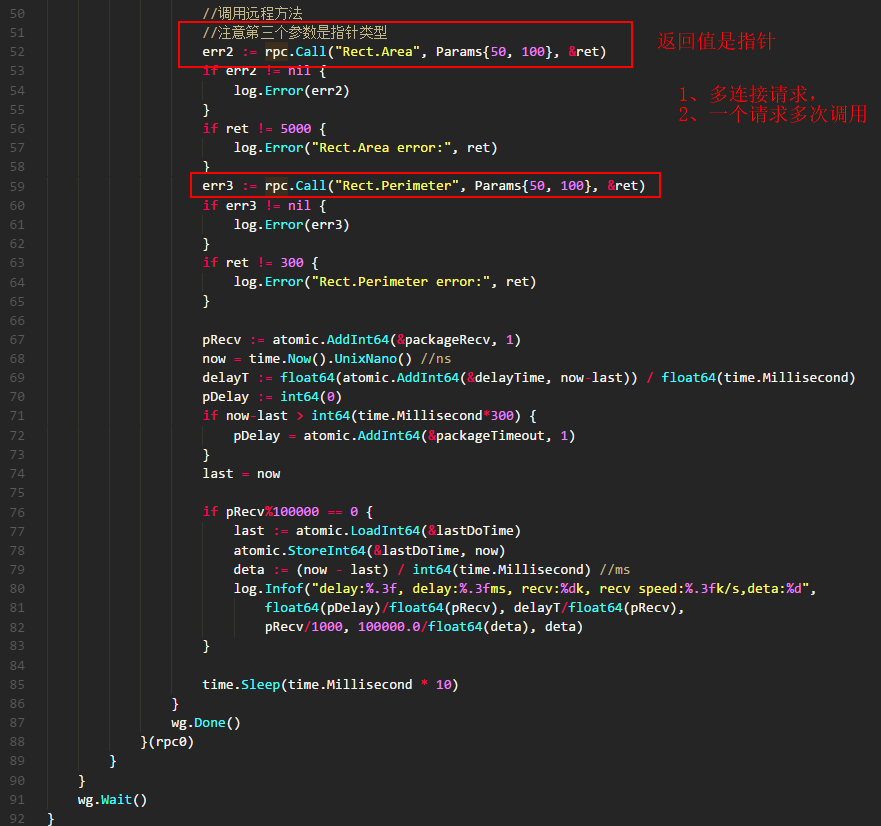 50 //调用远程方法
51 //注意第三个参数是指针类型
52 err2 := rpc.Call("Rect.Area", Params{50, 100}, &ret) 返回值是指针
53 if err2 != nil {
54 log.Error(err2) 1、多连接请求，
55 } 2、一个请求多次调用
56 if ret != 5000 {
57 log.Error("Rect.Area error:", ret)
58 }
59 err3 := rpc.Call("Rect.Perimeter", Params{50, 100}, &ret)
60 if err3 != nil {
61 log.Error(err3)
62 }
63 if ret != 300 {
64 log.Error("Rect.Perimeter error:", ret)
65 }
66
67 pRecv := atomic.AddInt64(&packageRecv, 1)
68 now = time.Now().UnixNano() //ns
69 delayT := float64(atomic.AddInt64(&delayTime, now-last)) / float64(time.Millisecond)
70 pDelay := int64(0)
71 if now-last > int64(time.Millisecond*300) {
72 pDelay = atomic.AddInt64(&packageTimeout, 1)
73 }
74 last = now
75
76 if pRecv%100000 == 0 {
77 last := atomic.LoadInt64(&lastDoTime)
78 atomic.StoreInt64(&lastDoTime, now)
79 deta := (now - last) / int64(time.Millisecond) //ms
80 log.Infof("delay:%.3f, delay:%.3fms, recv:%dk, recv speed:%.3fk/s,deta:%d",
81 float64(pDelay)/float64(pRecv), delayT/float64(pRecv),
82 pRecv/1000, 100000.0/float64(deta), deta)
83 }
84
85 time.Sleep(time.Millisecond * 10)
86 }
87 wg.Done()
88 }(rpc0)
89 }
90 }
91 wg.Wait()
92 }